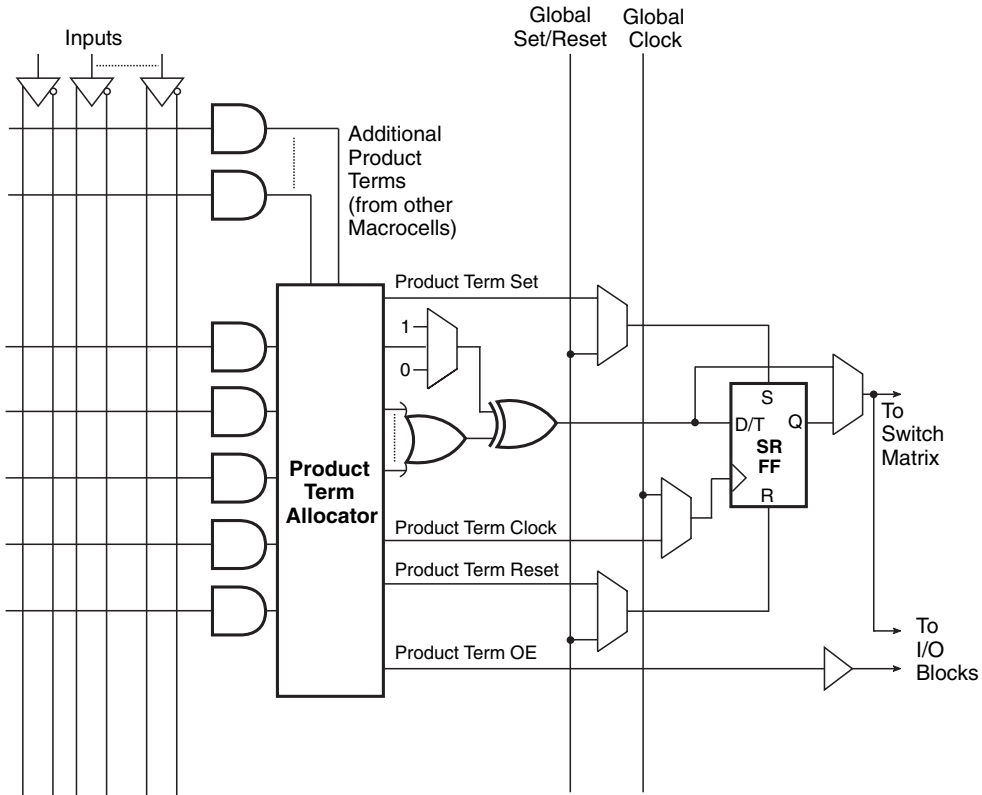 Inputs
Global
Set/Reset
Global
Clock
Additional
Product
Terms
(from other
Macrocells)
Product Term Set
1
0
Product
Term
Allocator
S
D/T
Q
SR
FF
R
To
Switch
Matrix
Product Term Clock
Product Term Reset
Product Term OE
To
I/O
Blocks